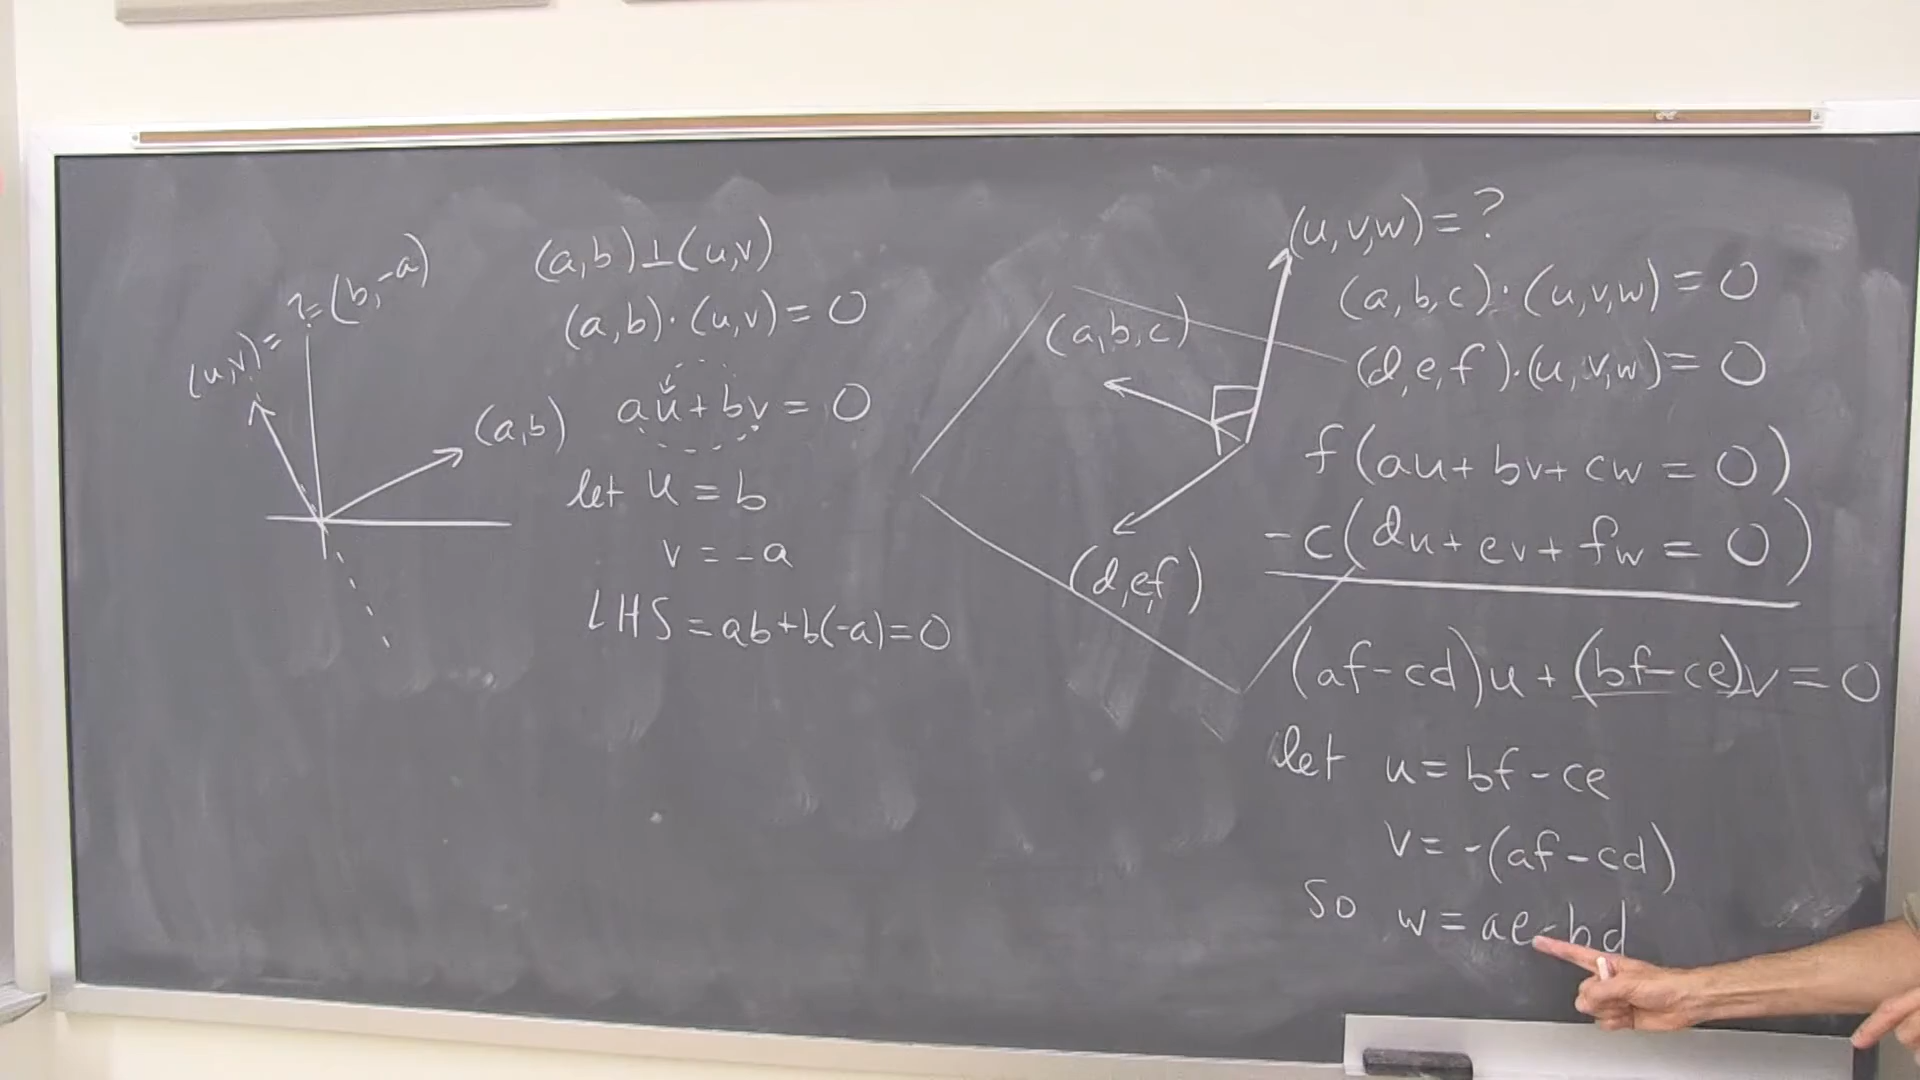 (u,v) = ? = (b,-a)
(a,b)
(a,b)⊥(u,v)
(a,b)·(u,v) = 0
au + bv = 0
let u = b
v = -a
LHS = ab+b(-a)=0
(a,b,c)
(d,e,f)
(u,v,w) = ?
(a,b,c)·(u,v,w) = 0
(d,e,f)·(u,v,w) = 0
f(au + bv + cw = 0)
-c(du + ev + fw = 0)
(af-cd)u + (bf-ce)v = 0
let u = bf - ce
v = -(af - cd)
So w = ae - bd